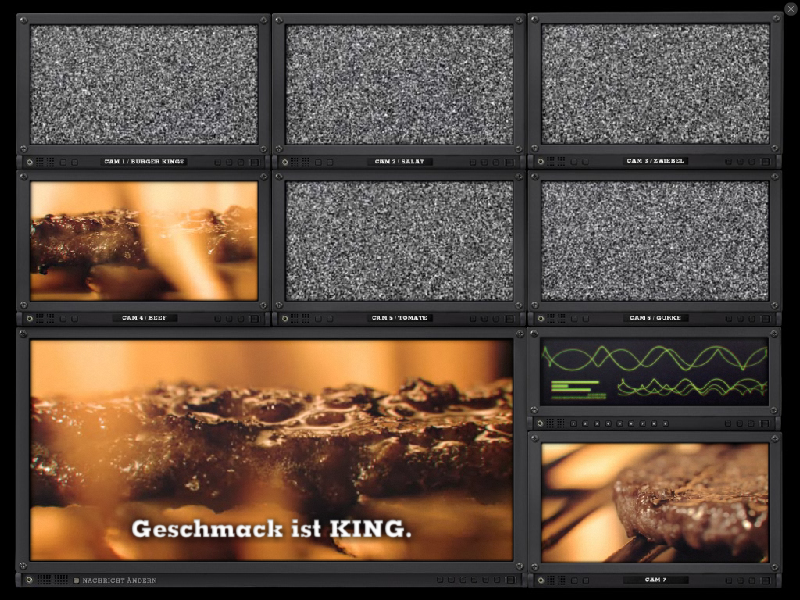 CAM 1 / BURGER KINGS
CAM 2 / SALAT
CAM 3 / ZWIEBEL
CAM 4 / BEEF
CAM 5 / TOMATE
CAM 6 / GURKE
Geschmack ist KING.
NACHRICHT ÄNDERN
CAM 7